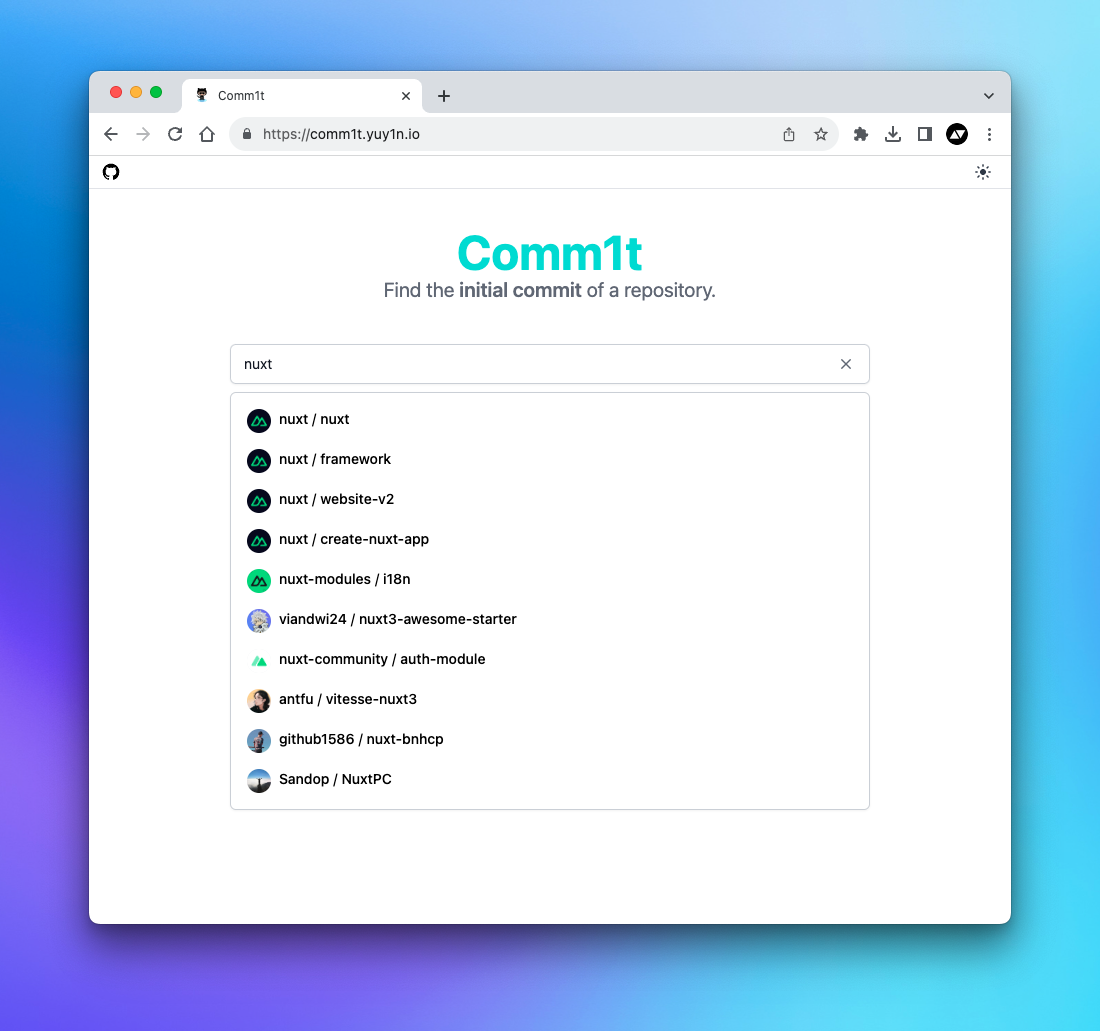 Comm1t
https://comm1t.yuy1n.io
Comm1t
Find the initial commit of a repository.
nuxt
nuxt / nuxt
nuxt / framework
nuxt / website-v2
nuxt / create-nuxt-app
nuxt-modules / i18n
viandwi24 / nuxt3-awesome-starter
nuxt-community / auth-module
antfu / vitesse-nuxt3
github1586 / nuxt-bnhcp
Sandop / NuxtPC